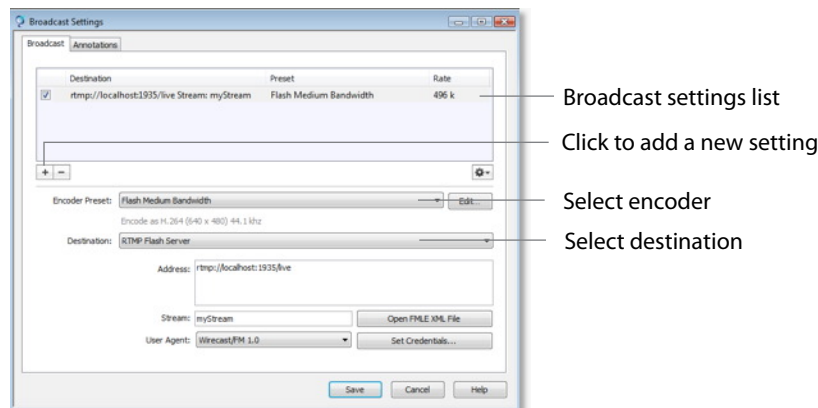 Broadcast Settings
Broadcast Annotations
Destination Preset Rate
rtmp://localhost:1935/live Stream: myStream Flash Medium Bandwidth 496 k
Broadcast settings list
Click to add a new setting
+ −
Encoder Preset: Flash Medium Bandwidth Edit...
Select encoder
Encode as H.264 (640 x 480) 44.1 khz
Destination: RTMP Flash Server
Select destination
Address: rtmp://localhost:1935/live
Stream: myStream Open FMLE XML File
User Agent: Wirecast/FM 1.0 Set Credentials...
Save Cancel Help